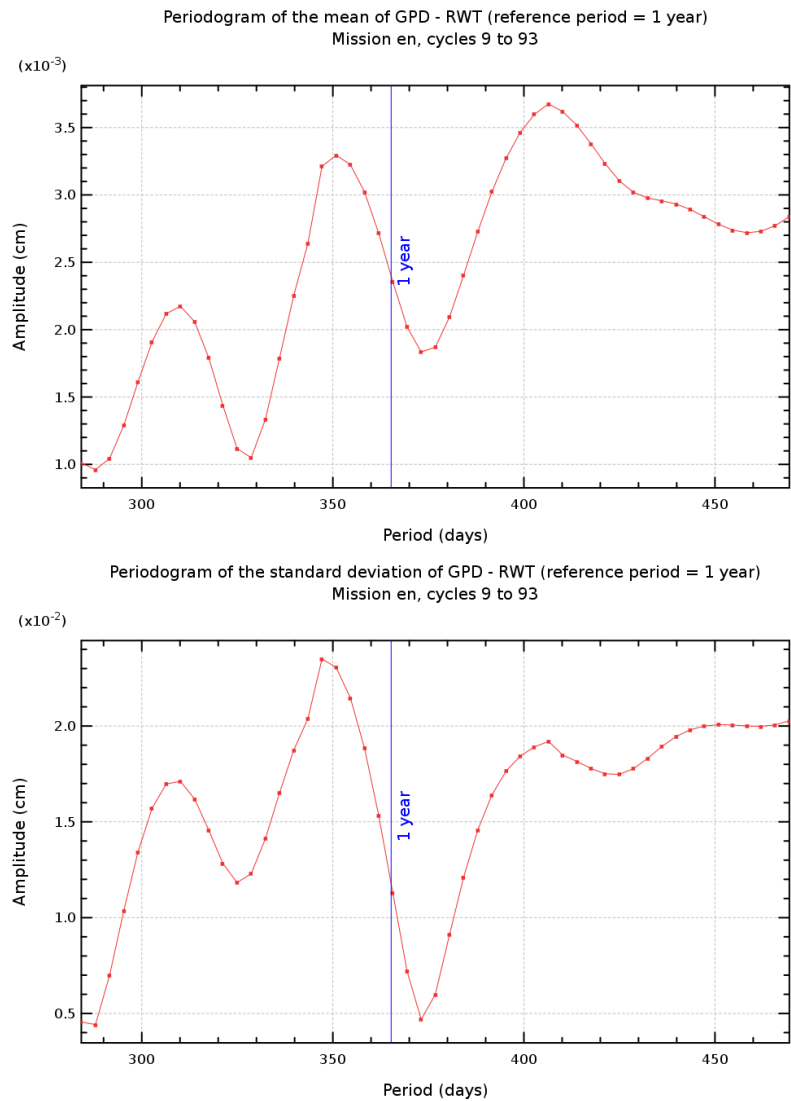 Periodogram of the mean of GPD - RWT (reference period = 1 year)
Mission en, cycles 9 to 93
(x10⁻³)
3.5
3.0
2.5
2.0
1.5
1.0
Amplitude (cm)
1 year
300 350 400 450
Period (days)
Periodogram of the standard deviation of GPD - RWT (reference period = 1 year)
Mission en, cycles 9 to 93
(x10⁻²)
2.0
1.5
1.0
0.5
Amplitude (cm)
1 year
300 350 400 450
Period (days)